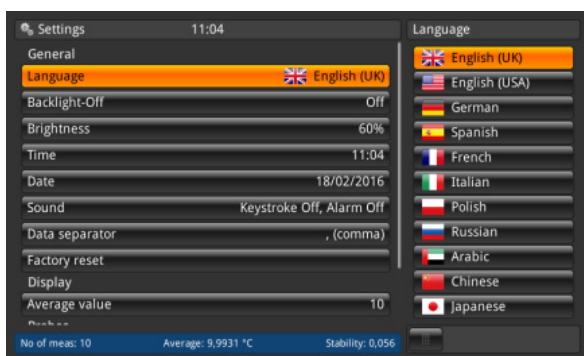 Settings 11:04
General
Language English (UK)
Backlight-Off Off
Brightness 60%
Time 11:04
Date 18/02/2016
Sound Keystroke Off, Alarm Off
Data separator , (comma)
Factory reset
Display
Average value 10
Probes
No of meas: 10 Average: 9,9931 °C Stability: 0,056
Language
English (UK)
English (USA)
German
Spanish
French
Italian
Polish
Russian
Arabic
Chinese
Japanese